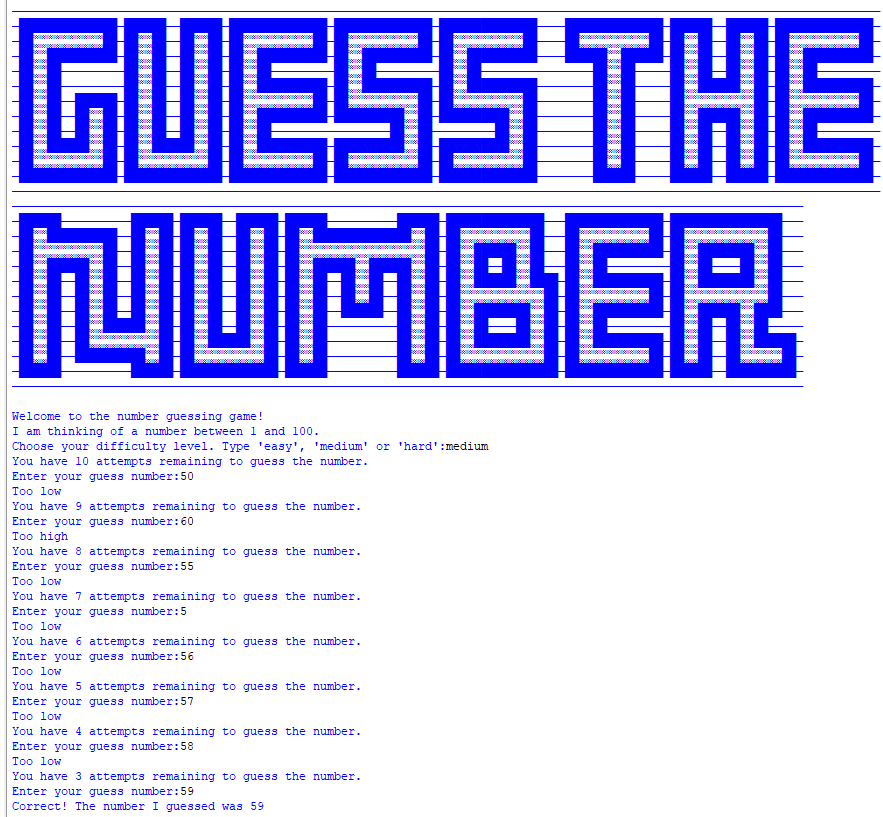 GUESS THE
NUMBER
Welcome to the number guessing game!
I am thinking of a number between 1 and 100.
Choose your difficulty level. Type 'easy', 'medium' or 'hard':medium
You have 10 attempts remaining to guess the number.
Enter your guess number:50
Too low
You have 9 attempts remaining to guess the number.
Enter your guess number:60
Too high
You have 8 attempts remaining to guess the number.
Enter your guess number:55
Too low
You have 7 attempts remaining to guess the number.
Enter your guess number:5
Too low
You have 6 attempts remaining to guess the number.
Enter your guess number:56
Too low
You have 5 attempts remaining to guess the number.
Enter your guess number:57
Too low
You have 4 attempts remaining to guess the number.
Enter your guess number:58
Too low
You have 3 attempts remaining to guess the number.
Enter your guess number:59
Correct! The number I guessed was 59